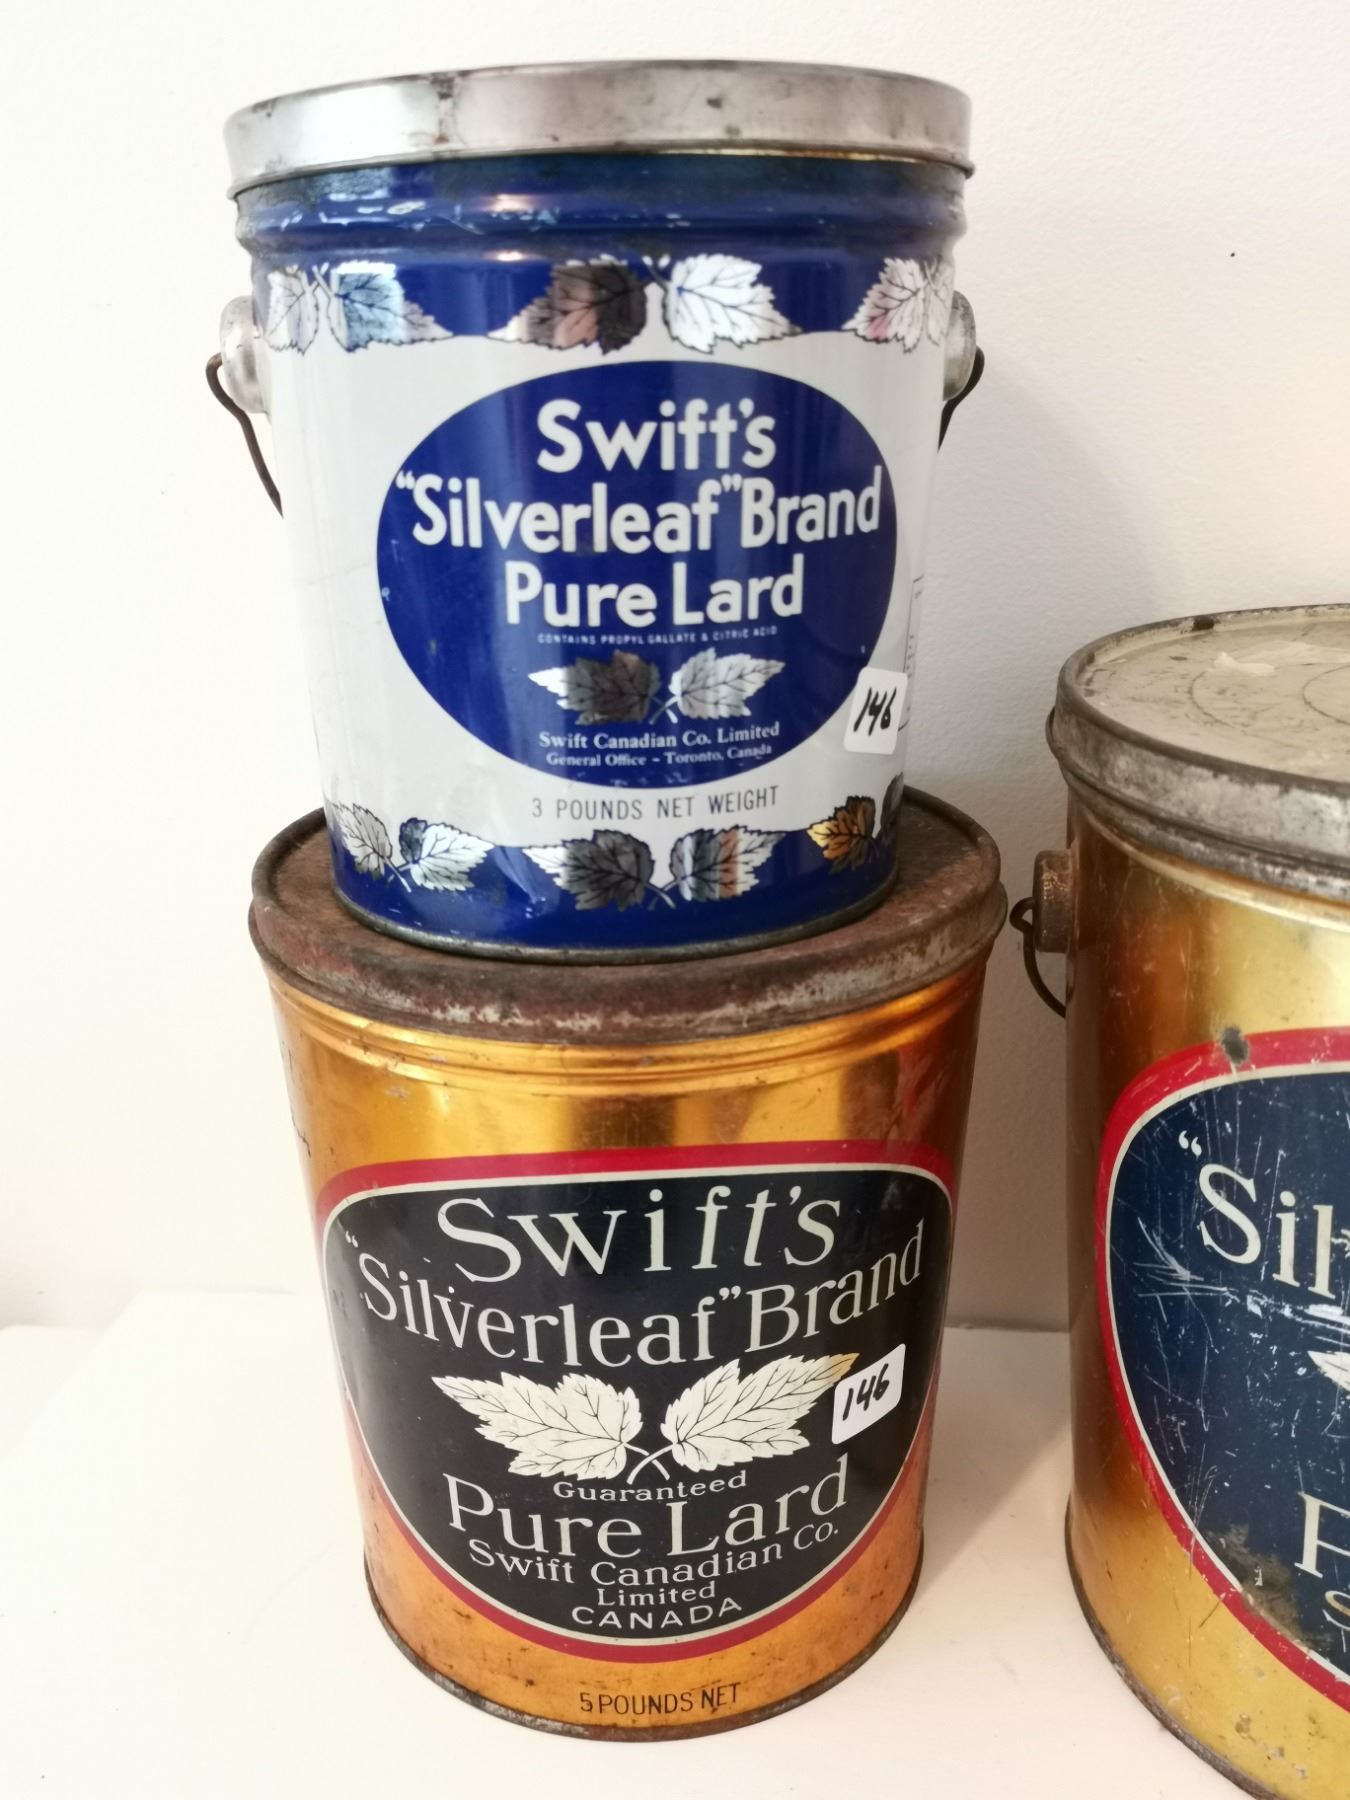 Swift's
"Silverleaf" Brand
Pure Lard
CONTAINS PROPYL GALLATE & CITRIC ACID
Swift Canadian Co. Limited
General Office - Toronto, Canada
146
3 POUNDS NET WEIGHT
Swift's
"Silverleaf" Brand
146
Guaranteed
Pure Lard
Swift Canadian Co.
Limited
CANADA
5 POUNDS NET
"Sil
P
S